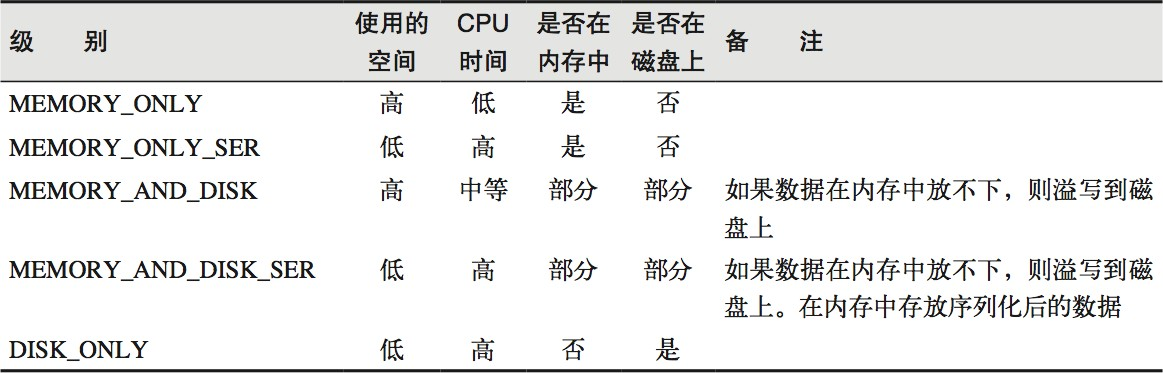 级 别 使用的空间 CPU时间 是否在内存中 是否在磁盘上 备 注
MEMORY_ONLY 高 低 是 否
MEMORY_ONLY_SER 低 高 是 否
MEMORY_AND_DISK 高 中等 部分 部分 如果数据在内存中放不下，则溢写到磁
盘上
MEMORY_AND_DISK_SER 低 高 部分 部分 如果数据在内存中放不下，则溢写到磁
盘上。在内存中存放序列化后的数据
DISK_ONLY 低 高 否 是